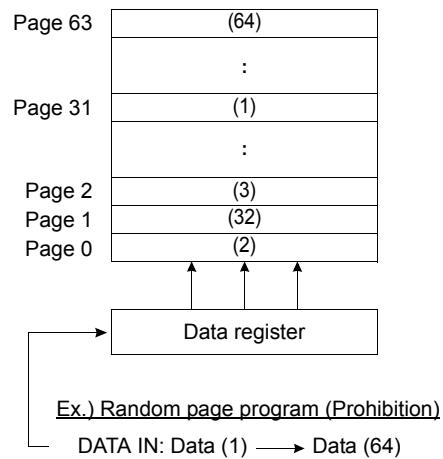 Page 63 (64)
:
Page 31 (1)
:
Page 2 (3)
Page 1 (32)
Page 0 (2)
Data register
Ex.) Random page program (Prohibition)
DATA IN: Data (1) Data (64)